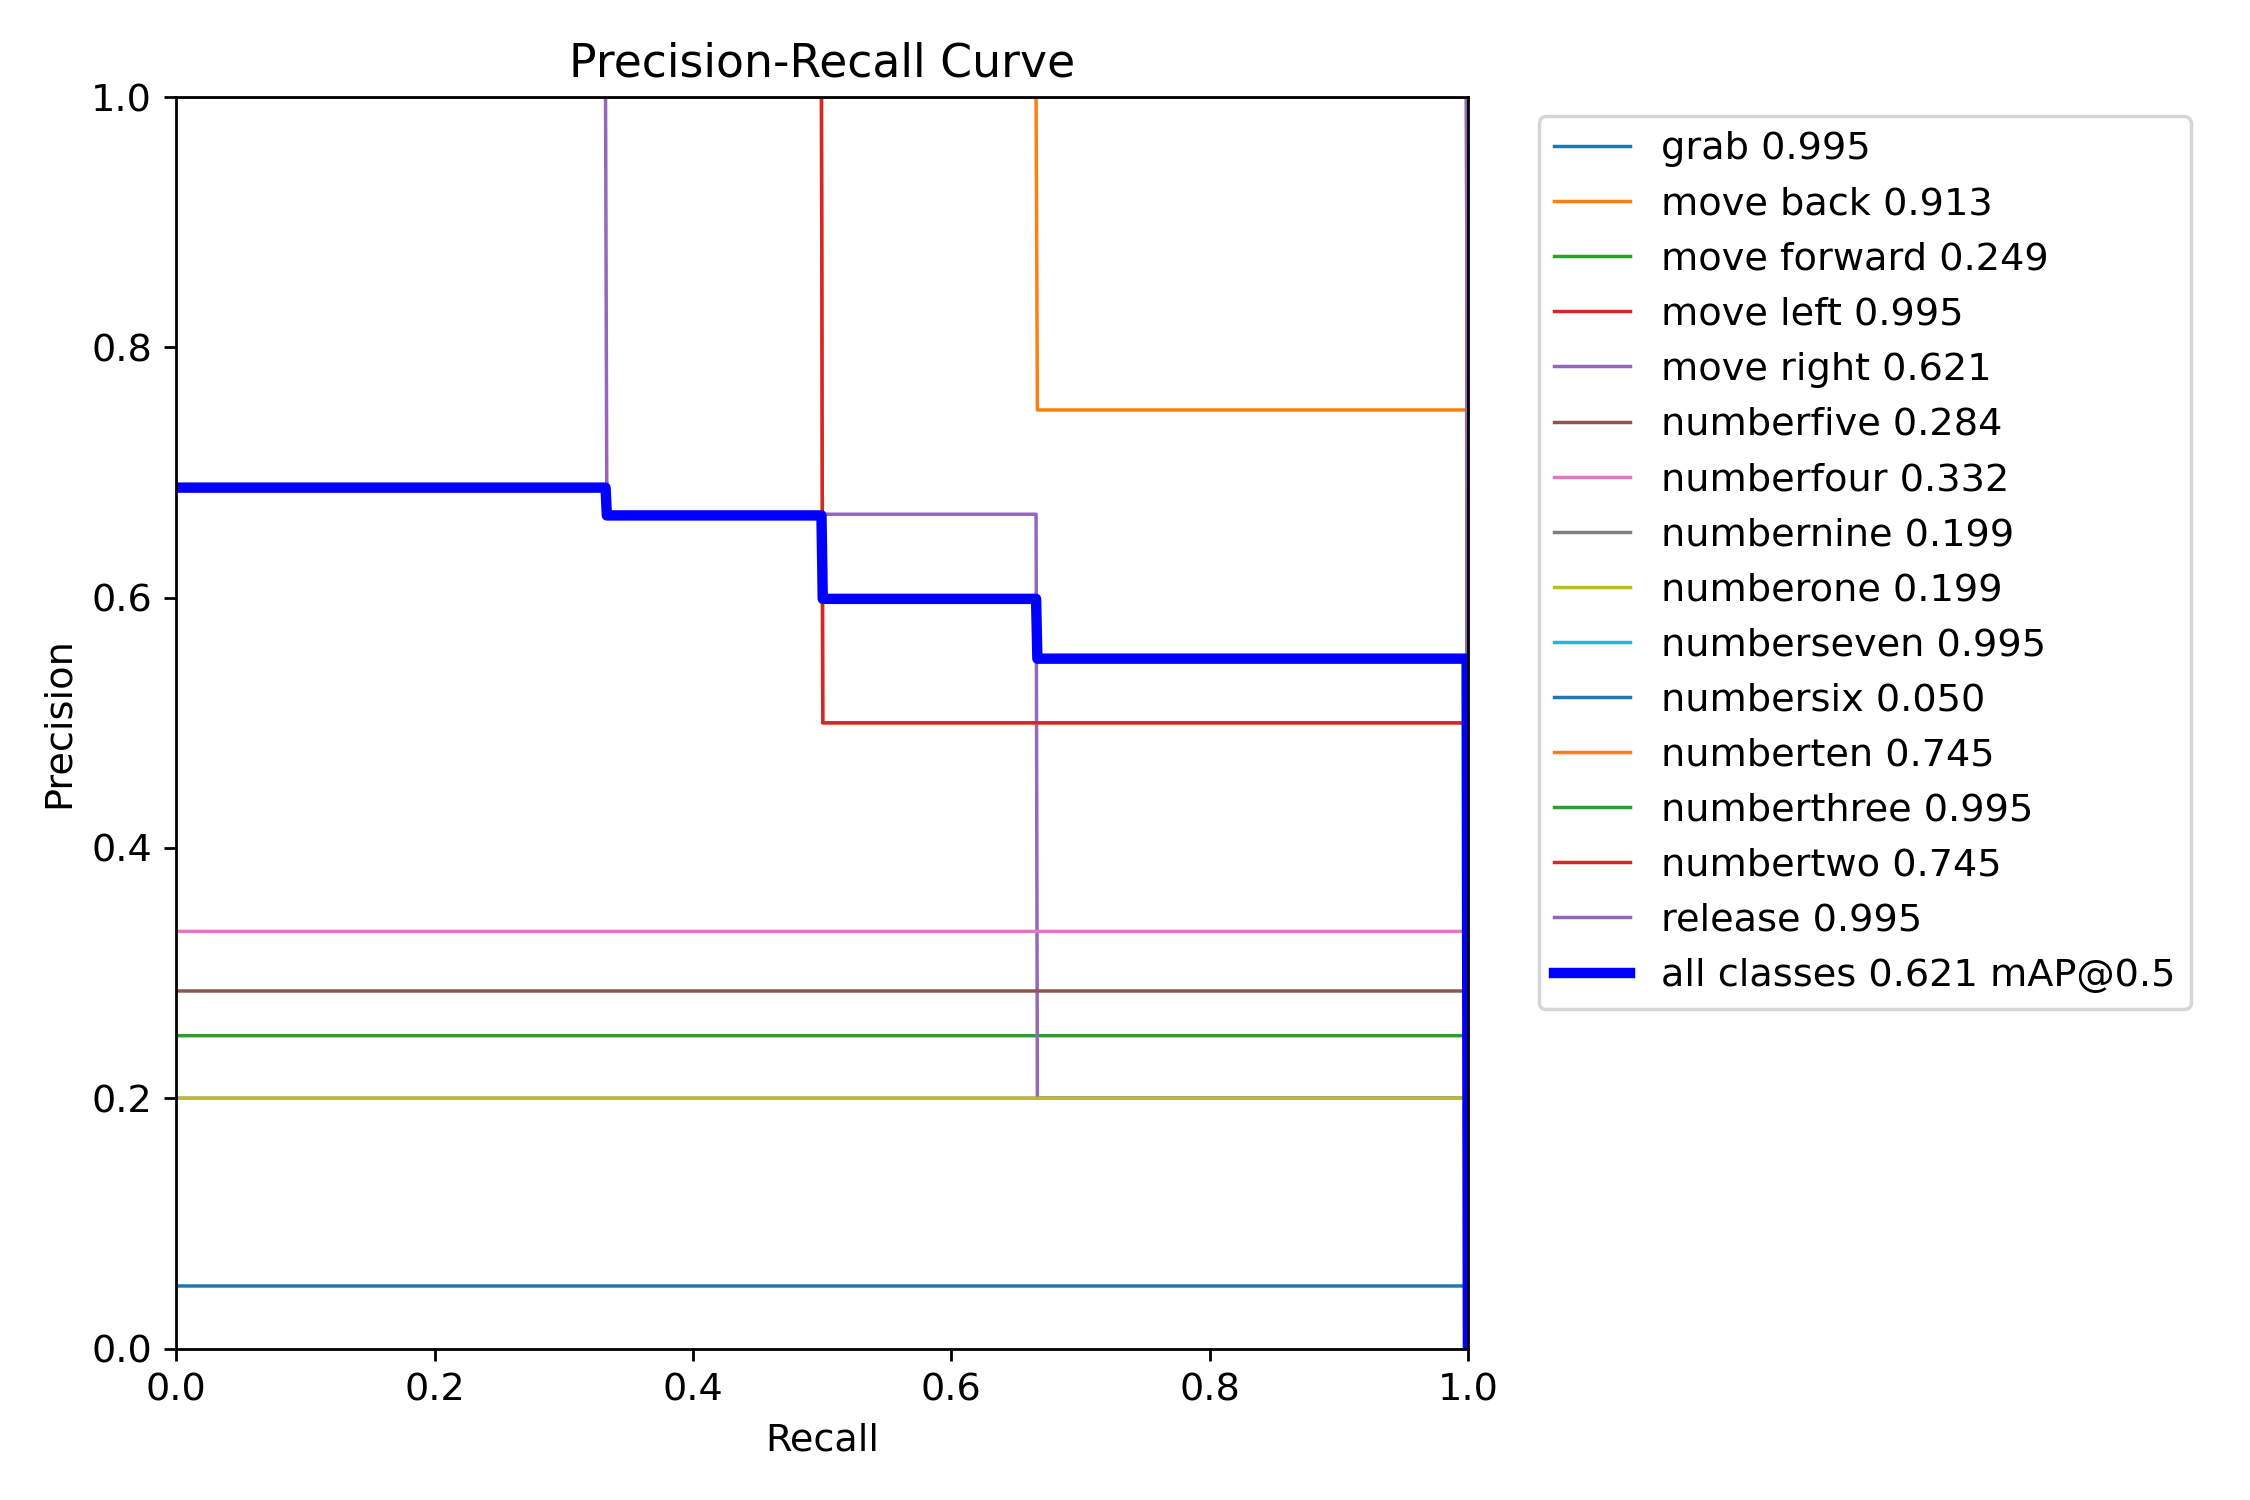 Precision-Recall Curve
1.0
0.8
0.6
0.4
0.2
0.0
Precision
0.0 0.2 0.4 0.6 0.8 1.0
Recall
grab 0.995
move back 0.913
move forward 0.249
move left 0.995
move right 0.621
numberfive 0.284
numberfour 0.332
numbernine 0.199
numberone 0.199
numberseven 0.995
numbersix 0.050
numberten 0.745
numberthree 0.995
numbertwo 0.745
release 0.995
all classes 0.621 mAP@0.5